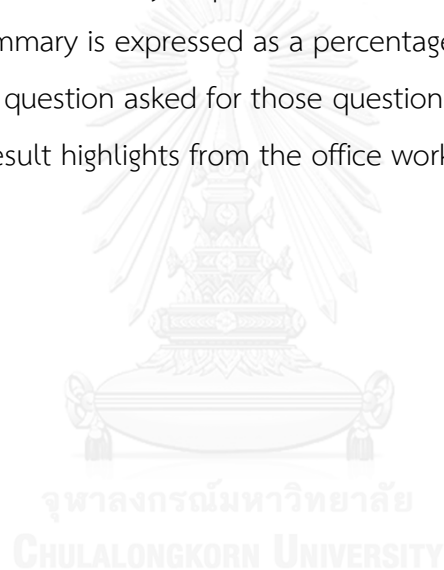 mmary is expressed as a percentage
question asked for those question
esult highlights from the office work
จุฬาลงกรณ์มหาวิทยาลัย
CHULALONGKORN UNIVERSITY